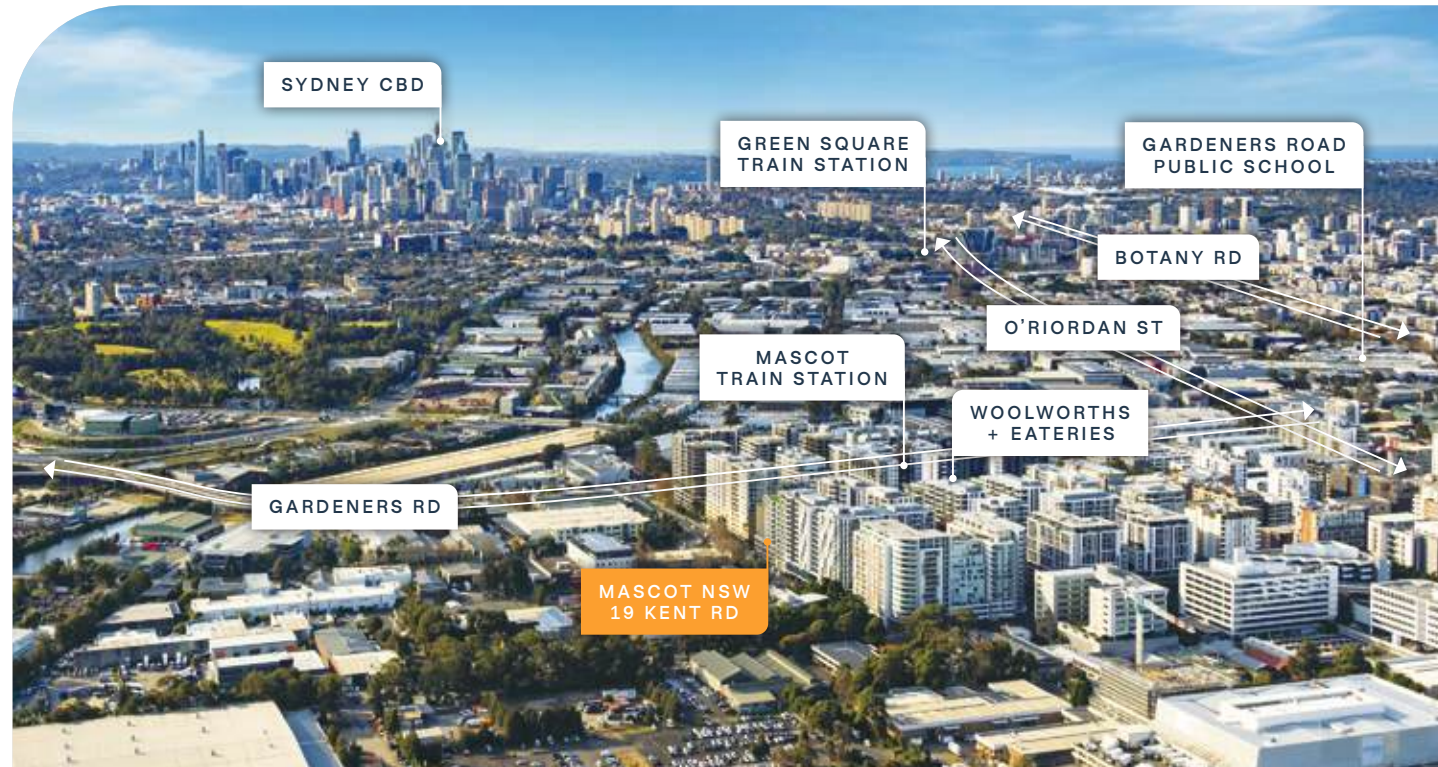 SYDNEY CBD
GREEN SQUARE
TRAIN STATION
GARDENERS ROAD
PUBLIC SCHOOL
BOTANY RD
O'RIORDAN ST
MASCOT
TRAIN STATION
WOOLWORTHS
+ EATERIES
GARDENERS RD
MASCOT NSW
19 KENT RD